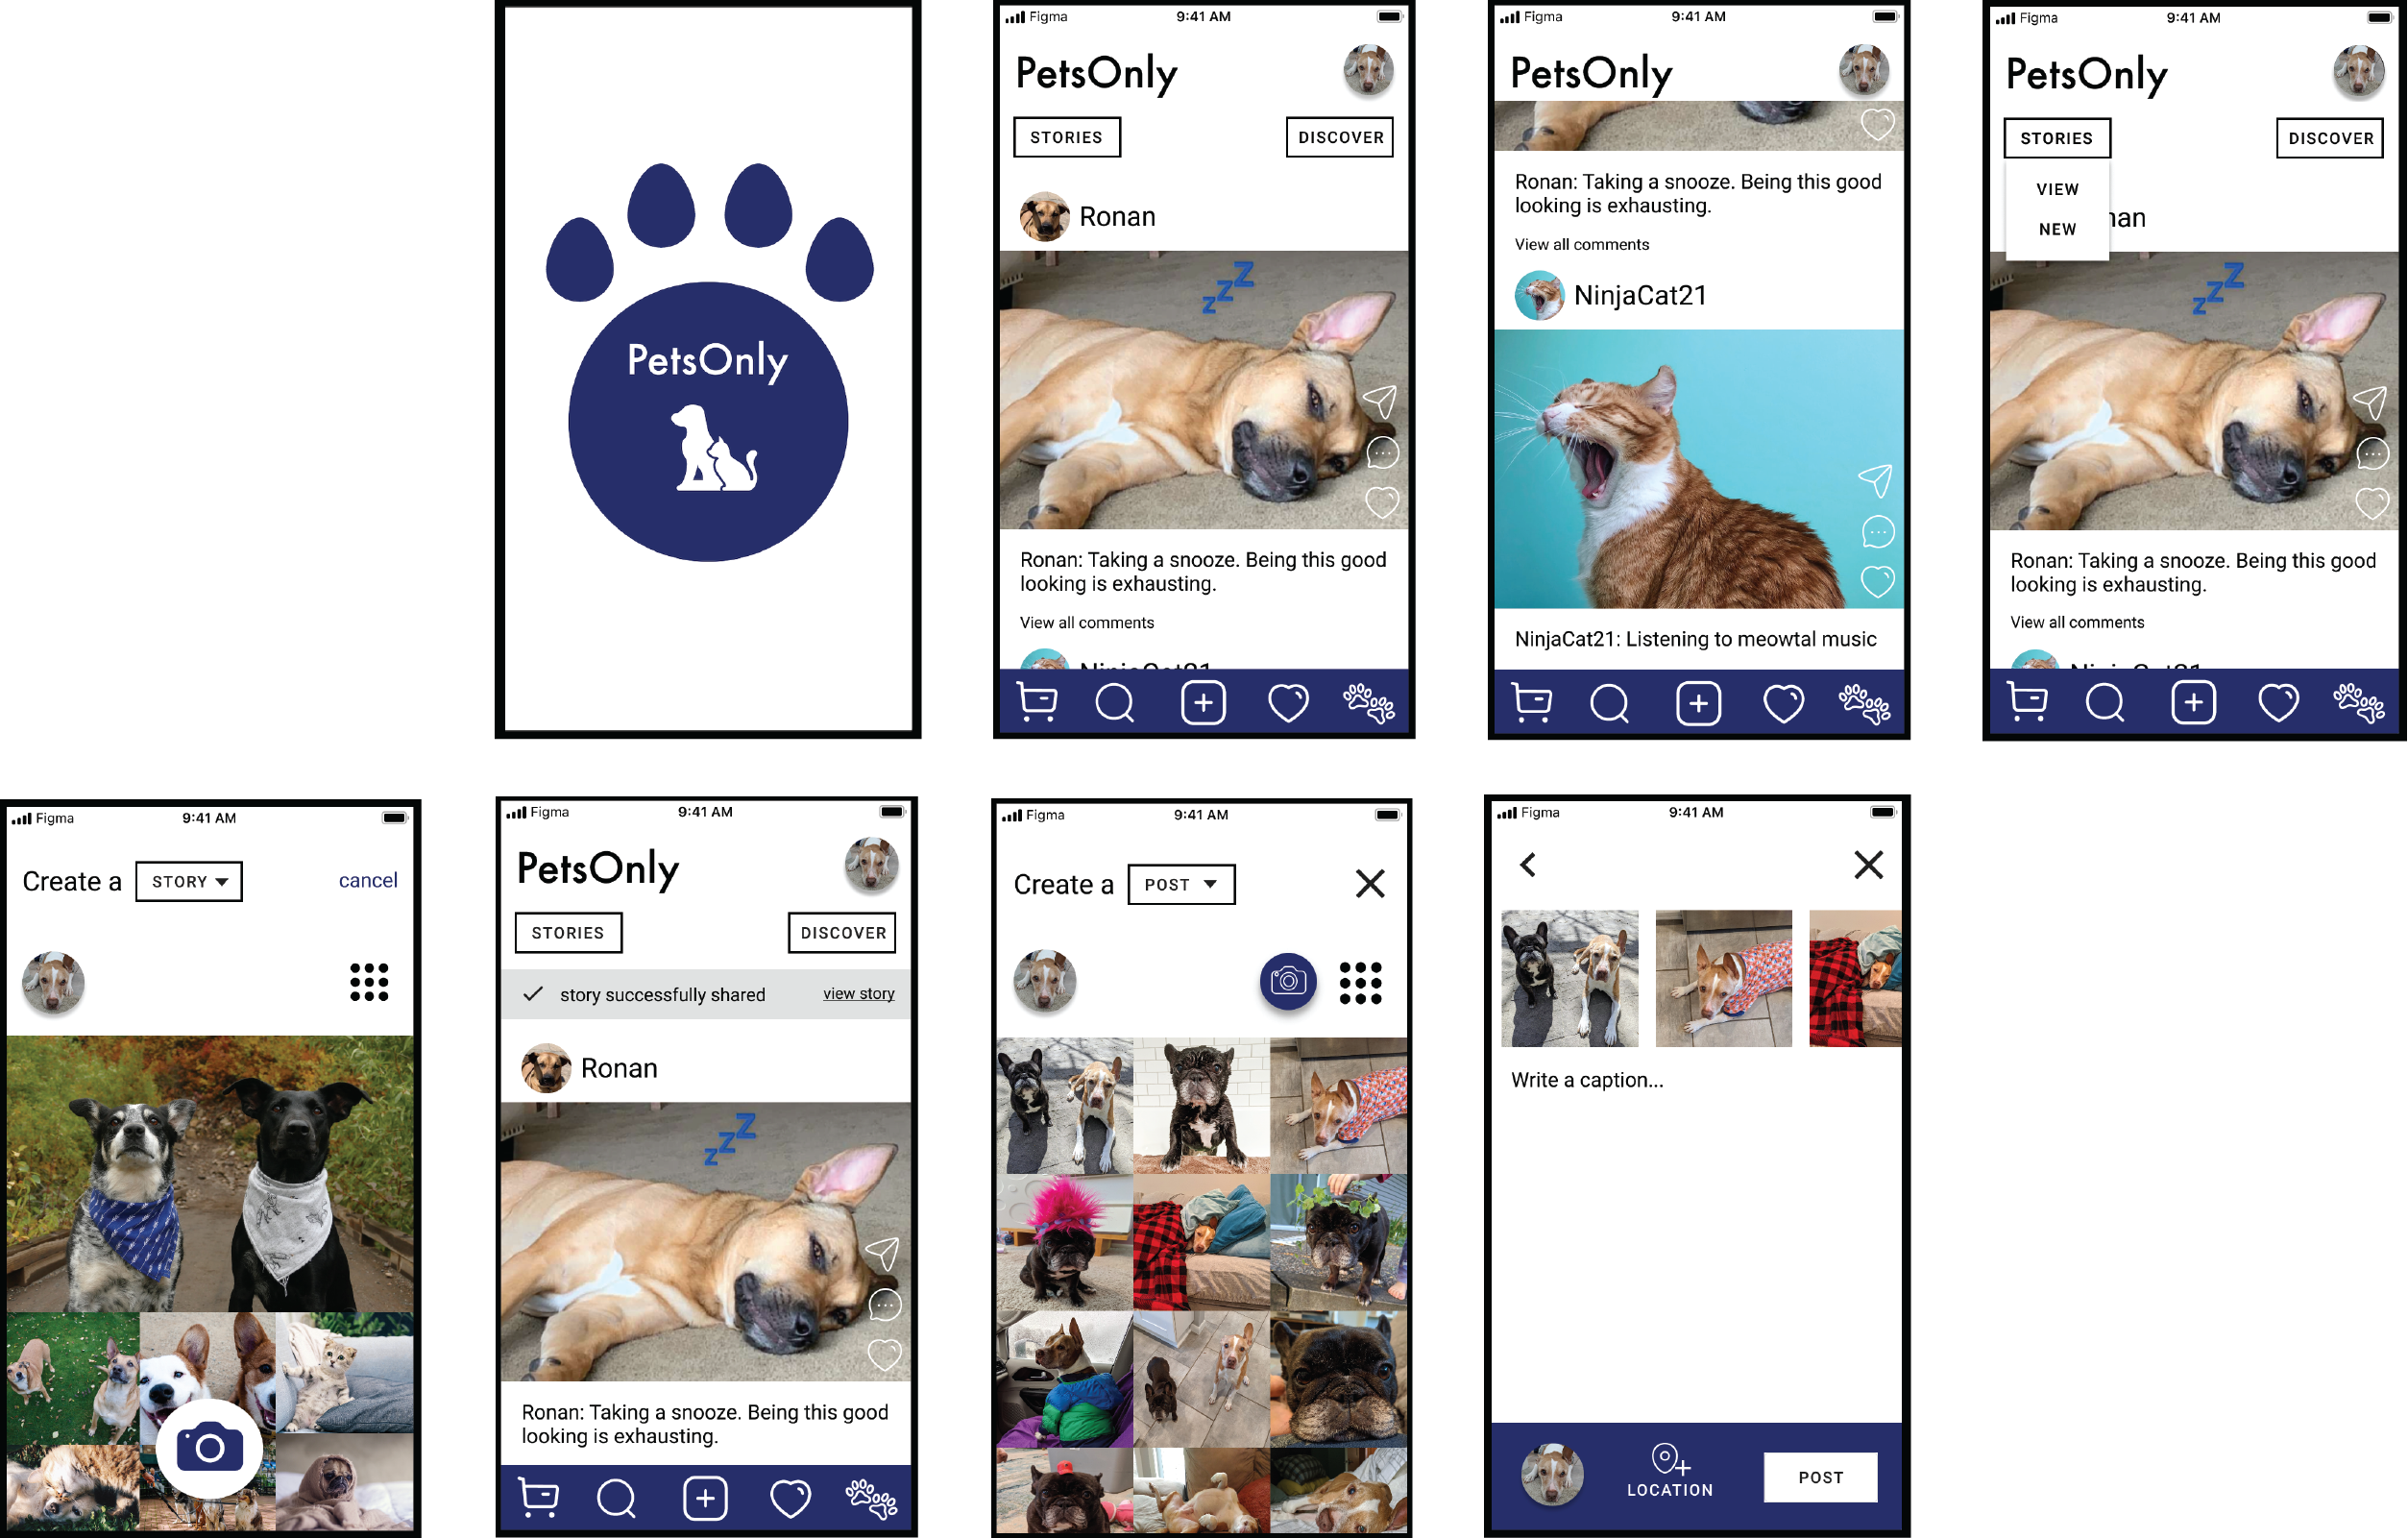 PetsOnly
Figma 9:41 AM
PetsOnly
STORIES DISCOVER
Ronan
zzZ
Ronan: Taking a snooze. Being this good
looking is exhausting.
View all comments
NinjaCat21
Figma 9:41 AM
PetsOnly
Ronan: Taking a snooze. Being this good
looking is exhausting.
View all comments
NinjaCat21
NinjaCat21: Listening to meowtal music
Figma 9:41 AM
PetsOnly
STORIES DISCOVER
VIEW
NEW
nan
zzZ
Ronan: Taking a snooze. Being this good
looking is exhausting.
View all comments
NinjaCat21
Figma 9:41 AM
Create a STORY cancel
Figma 9:41 AM
PetsOnly
STORIES DISCOVER
story successfully shared view story
Ronan
zzZ
Ronan: Taking a snooze. Being this good
looking is exhausting.
Figma 9:41 AM
Create a POST
Figma 9:41 AM
Write a caption...
LOCATION
POST